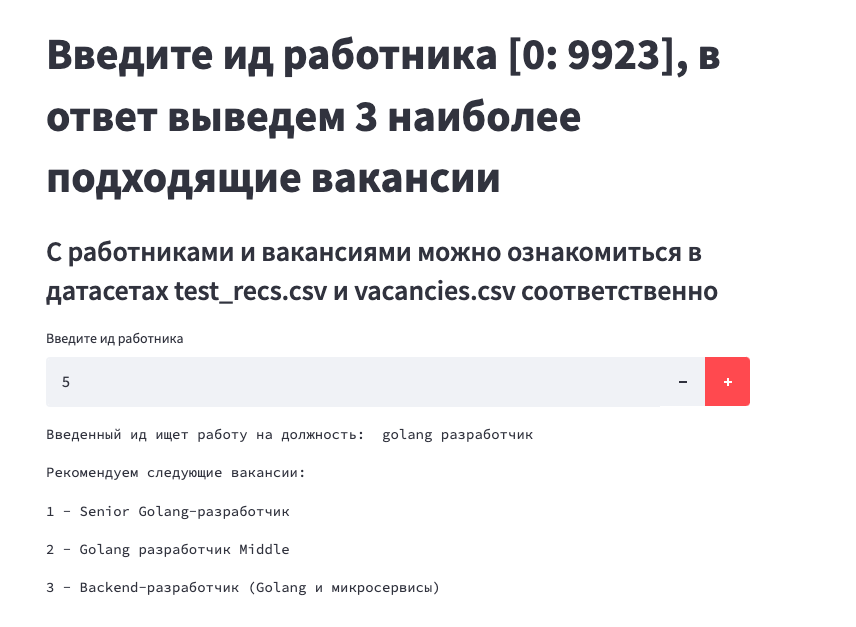 Введите ид работника [0: 9923], в
ответ выведем 3 наиболее
подходящие вакансии
С работниками и вакансиями можно ознакомиться в
датасетах test_recs.csv и vacancies.csv соответственно
Введите ид работника
5 − +
Введенный ид ищет работу на должность:  golang разработчик
Рекомендуем следующие вакансии:
1 - Senior Golang-разработчик
2 - Golang разработчик Middle
3 - Backend-разработчик (Golang и микросервисы)